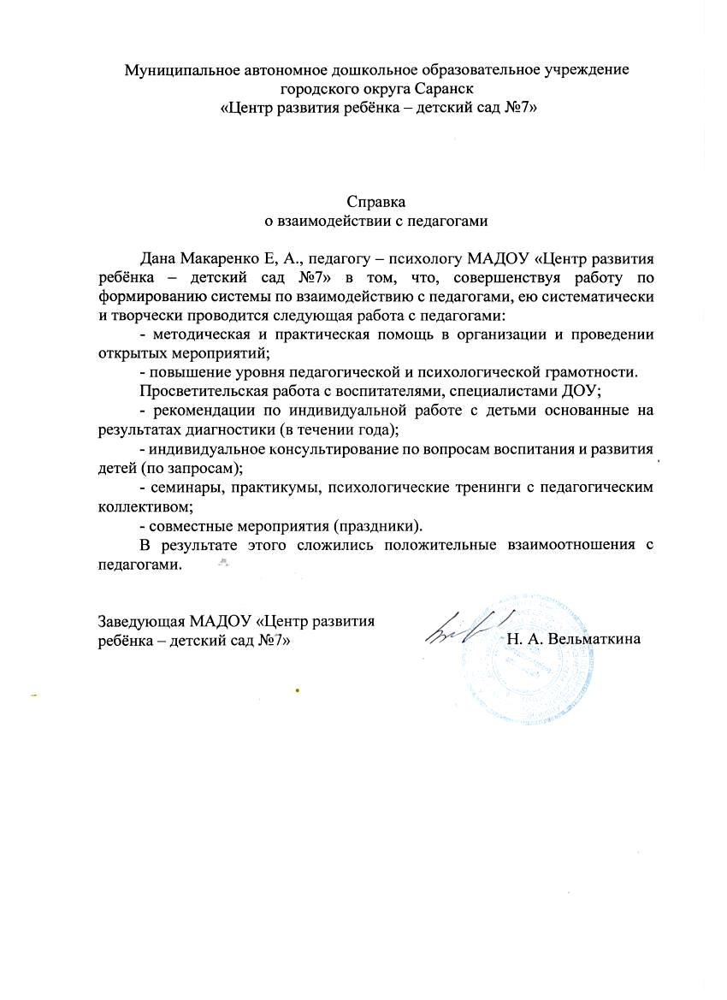 Муниципальное автономное дошкольное образовательное учреждение
городского округа Саранск
«Центр развития ребёнка – детский сад №7»
Справка
о взаимодействии с педагогами
Дана Макаренко Е, А., педагогу – психологу МАДОУ «Центр развития
ребёнка – детский сад №7» в том, что, совершенствуя работу по
формированию системы по взаимодействию с педагогами, ею систематически
и творчески проводится следующая работа с педагогами:
- методическая и практическая помощь в организации и проведении
открытых мероприятий;
- повышение уровня педагогической и психологической грамотности.
Просветительская работа с воспитателями, специалистами ДОУ;
- рекомендации по индивидуальной работе с детьми основанные на
результатах диагностики (в течении года);
- индивидуальное консультирование по вопросам воспитания и развития
детей (по запросам);
- семинары, практикумы, психологические тренинги с педагогическим
коллективом;
- совместные мероприятия (праздники).
В результате этого сложились положительные взаимоотношения с
педагогами.
Заведующая МАДОУ «Центр развития
ребёнка – детский сад №7» Н. А. Вельматкина